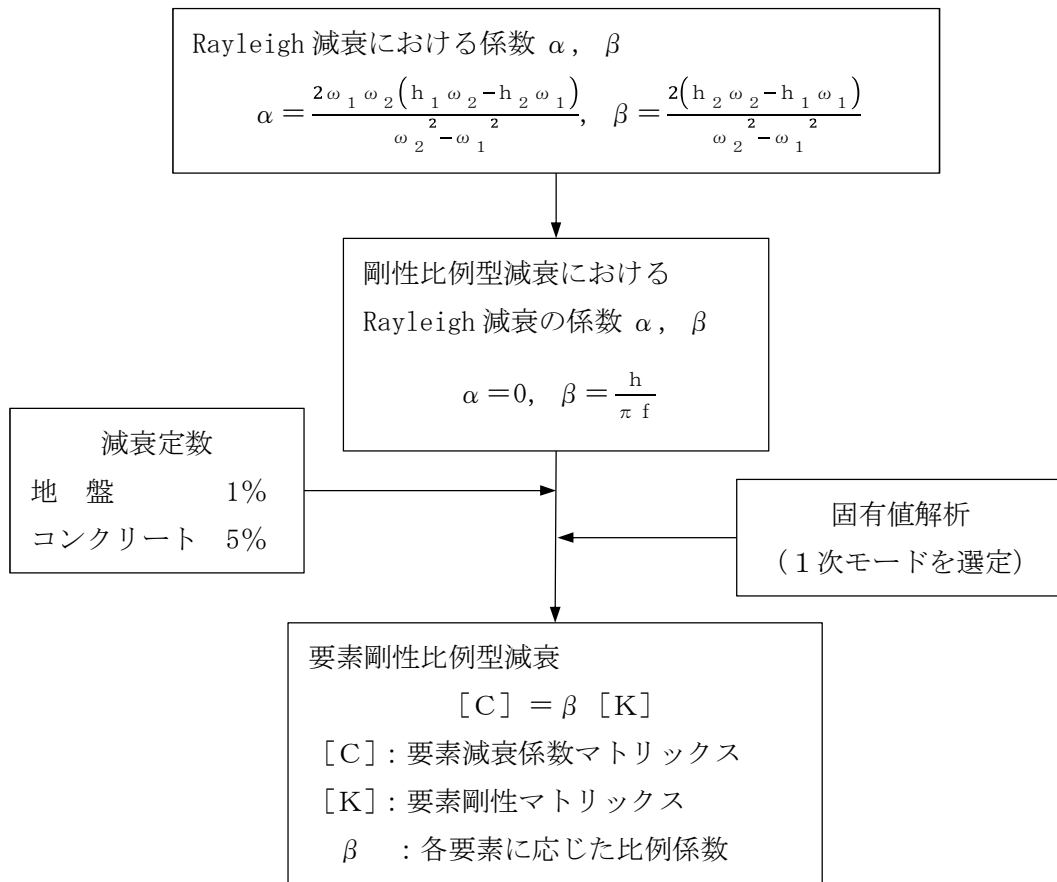 Rayleigh 減衰における係数 α, β
α=2ω₁ω₂(h₁ω₂-h₂ω₁)/(ω₂²-ω₁²), β=2(h₂ω₂-h₁ω₁)/(ω₂²-ω₁²)
剛性比例型減衰における
Rayleigh 減衰の係数 α, β
α=0, β=h/(πf)
減衰定数
地 盤 1%
コンクリート 5%
固有値解析
(1次モードを選定)
要素剛性比例型減衰
[C]=β[K]
[C]:要素減衰係数マトリックス
[K]:要素剛性マトリックス
β :各要素に応じた比例係数